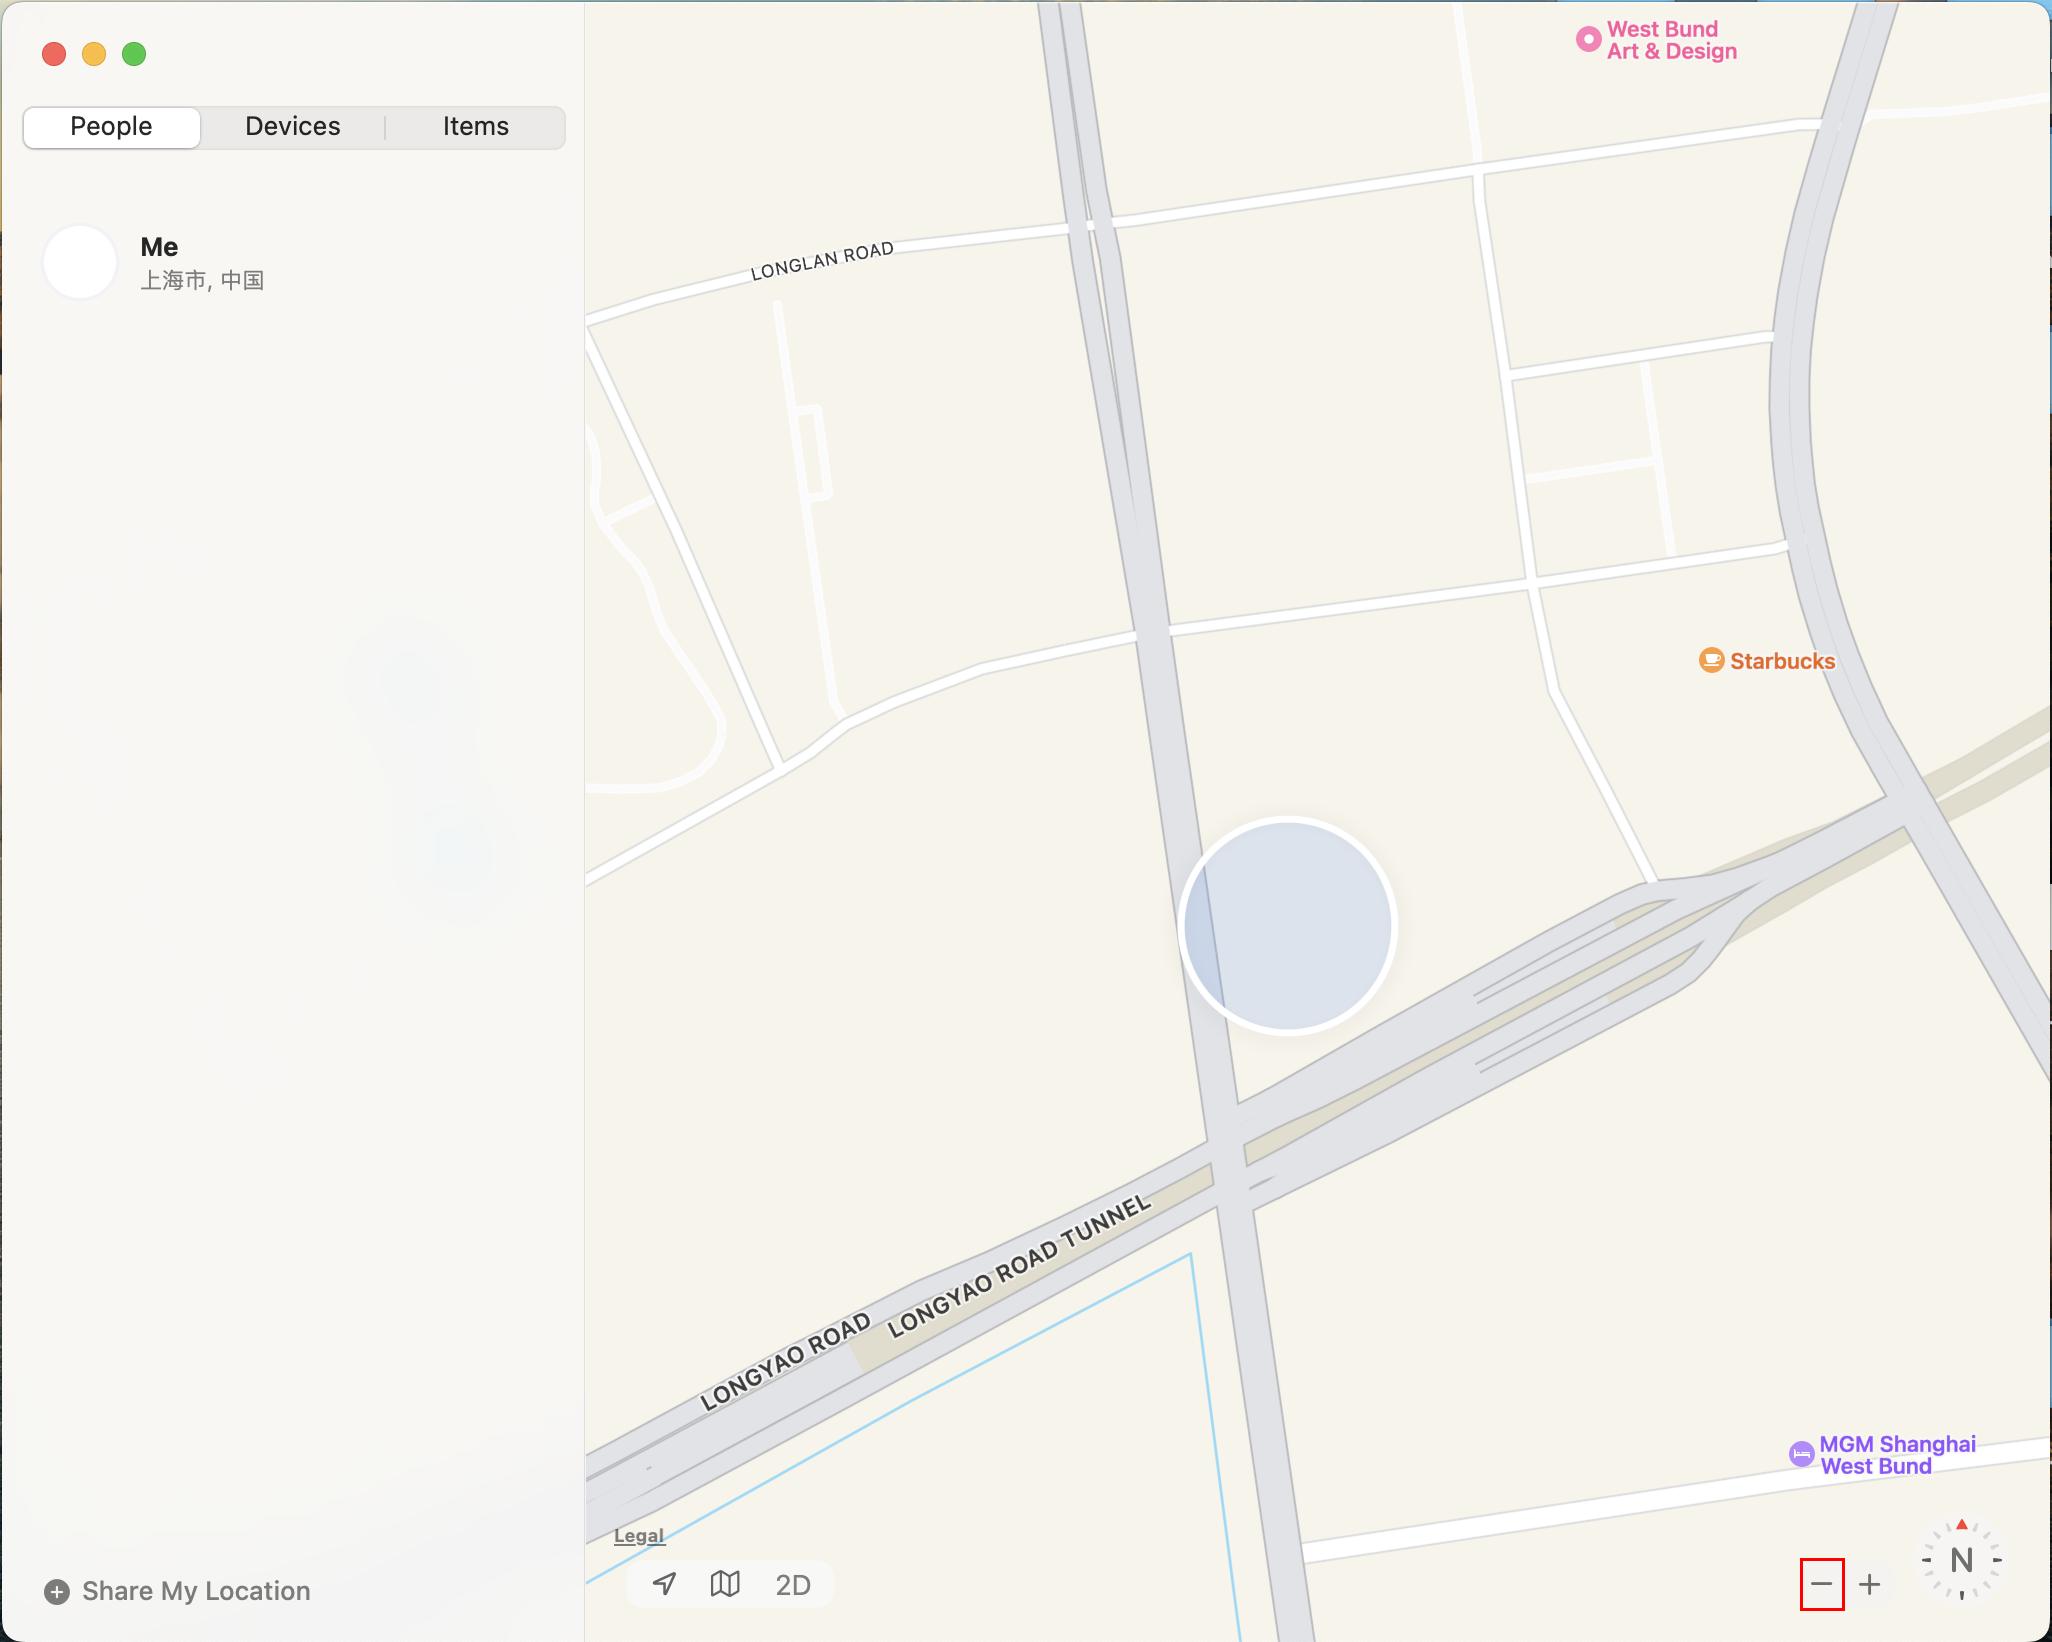 People
Devices
Items
Me
上海市, 中国
Share My Location
West Bund
Art & Design
LONGLAN ROAD
Starbucks
LONGYAO ROAD TUNNEL
LONGYAO ROAD
MGM Shanghai
West Bund
Legal
2D
N